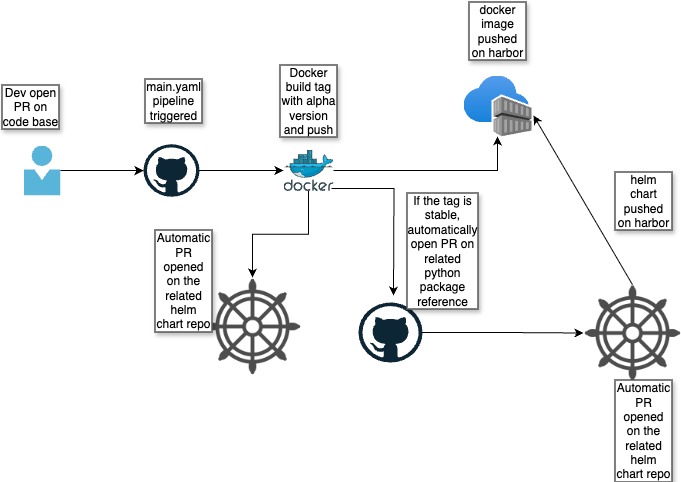 docker
image
pushed
on harbor
Dev open
PR on
code base
main.yaml
pipeline
triggered
Docker
build tag
with alpha
version
and push
docker
helm
chart
pushed
on harbor
If the tag is
stable,
automatically
open PR on
related
python
package
reference
Automatic
PR
opened
on the
related
helm
chart repo
Automatic
PR
opened
on the
related
helm
chart repo